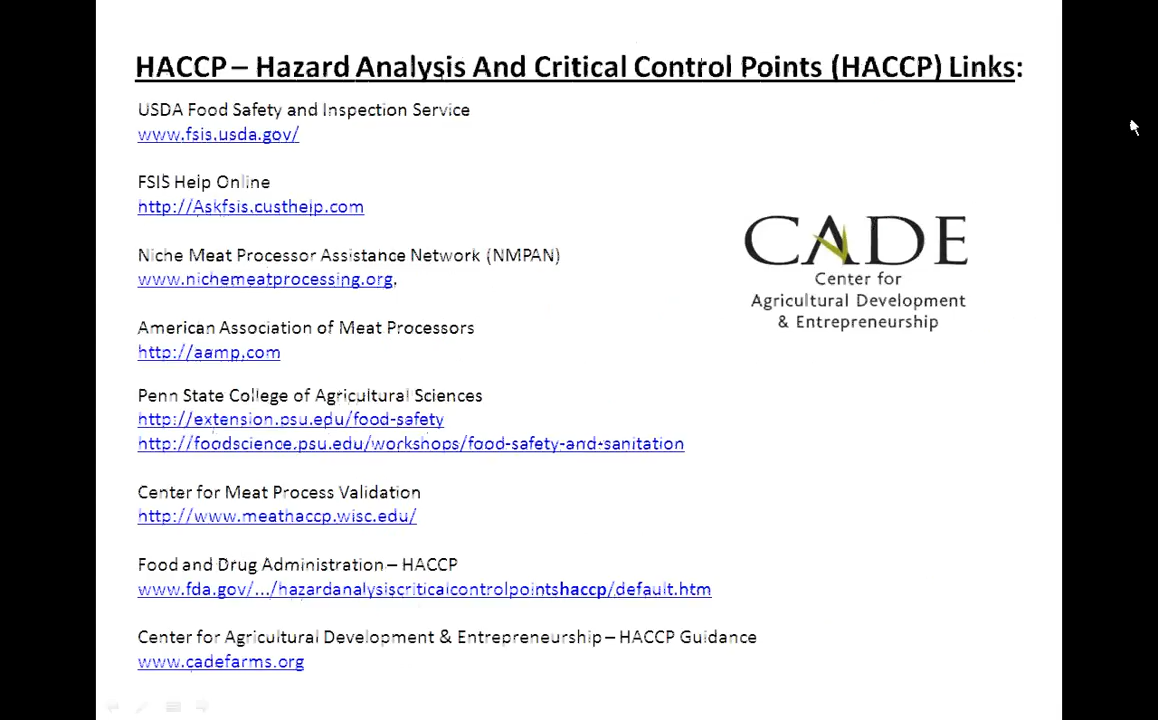 HACCP – Hazard Analysis And Critical Control Points (HACCP) Links:
USDA Food Safety and Inspection Service
www.fsis.usda.gov/
FSIS Help Online
http://Askfsis.custhelp.com
Niche Meat Processor Assistance Network (NMPAN)
www.nichemeatprocessing.org.
American Association of Meat Processors
http://aamp.com
Penn State College of Agricultural Sciences
http://extension.psu.edu/food-safety
http://foodscience.psu.edu/workshops/food-safety-and-sanitation
Center for Meat Process Validation
http://www.meathaccp.wisc.edu/
Food and Drug Administration – HACCP
www.fda.gov/.../hazardanalysiscriticalcontrolpointshaccp/default.htm
Center for Agricultural Development & Entrepreneurship – HACCP Guidance
www.cadefarms.org
CADE
Center for
Agricultural Development
& Entrepreneurship